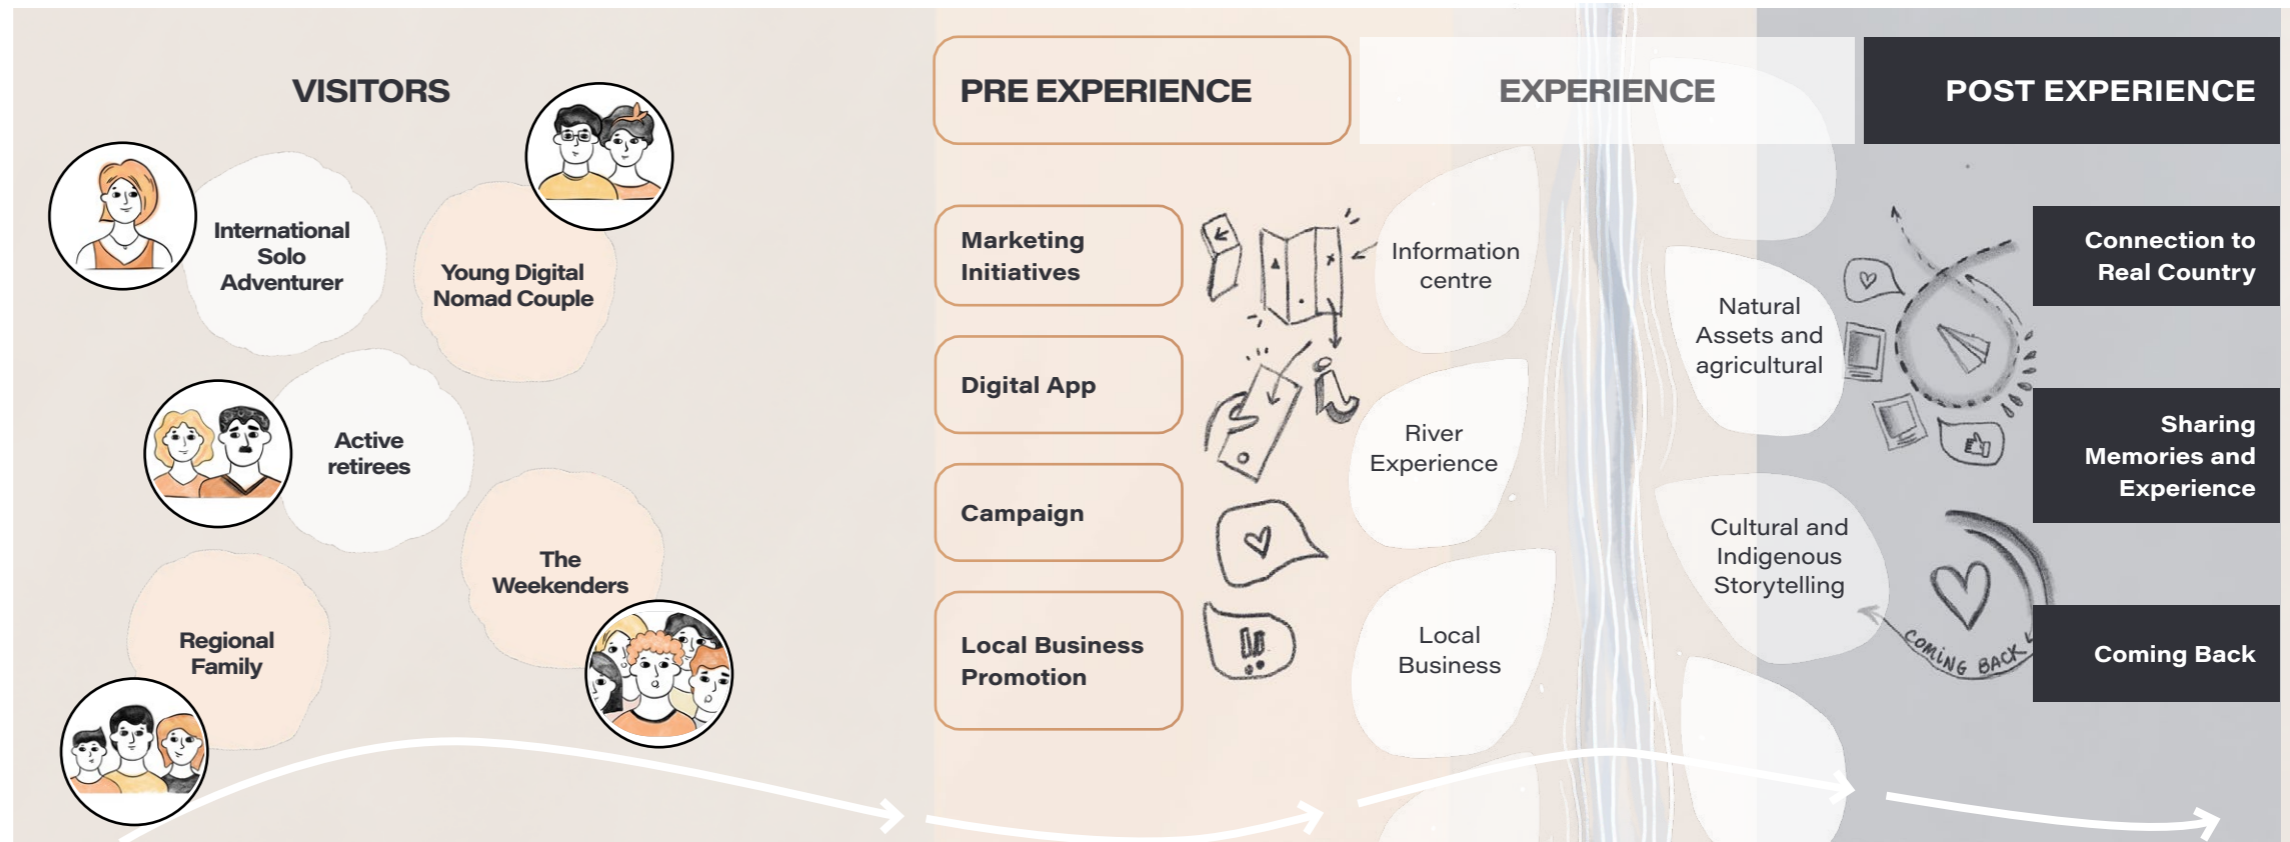 VISITORS
International
Solo
Adventurer
Young Digital
Nomad Couple
Active
retirees
The
Weekenders
Regional
Family
PRE EXPERIENCE
Marketing
Initiatives
Digital App
Campaign
Local Business
Promotion
EXPERIENCE
Information
centre
River
Experience
Local
Business
Natural
Assets and
agricultural
Cultural and
Indigenous
Storytelling
POST EXPERIENCE
Connection to
Real Country
Sharing
Memories and
Experience
COMING BACK
Coming Back